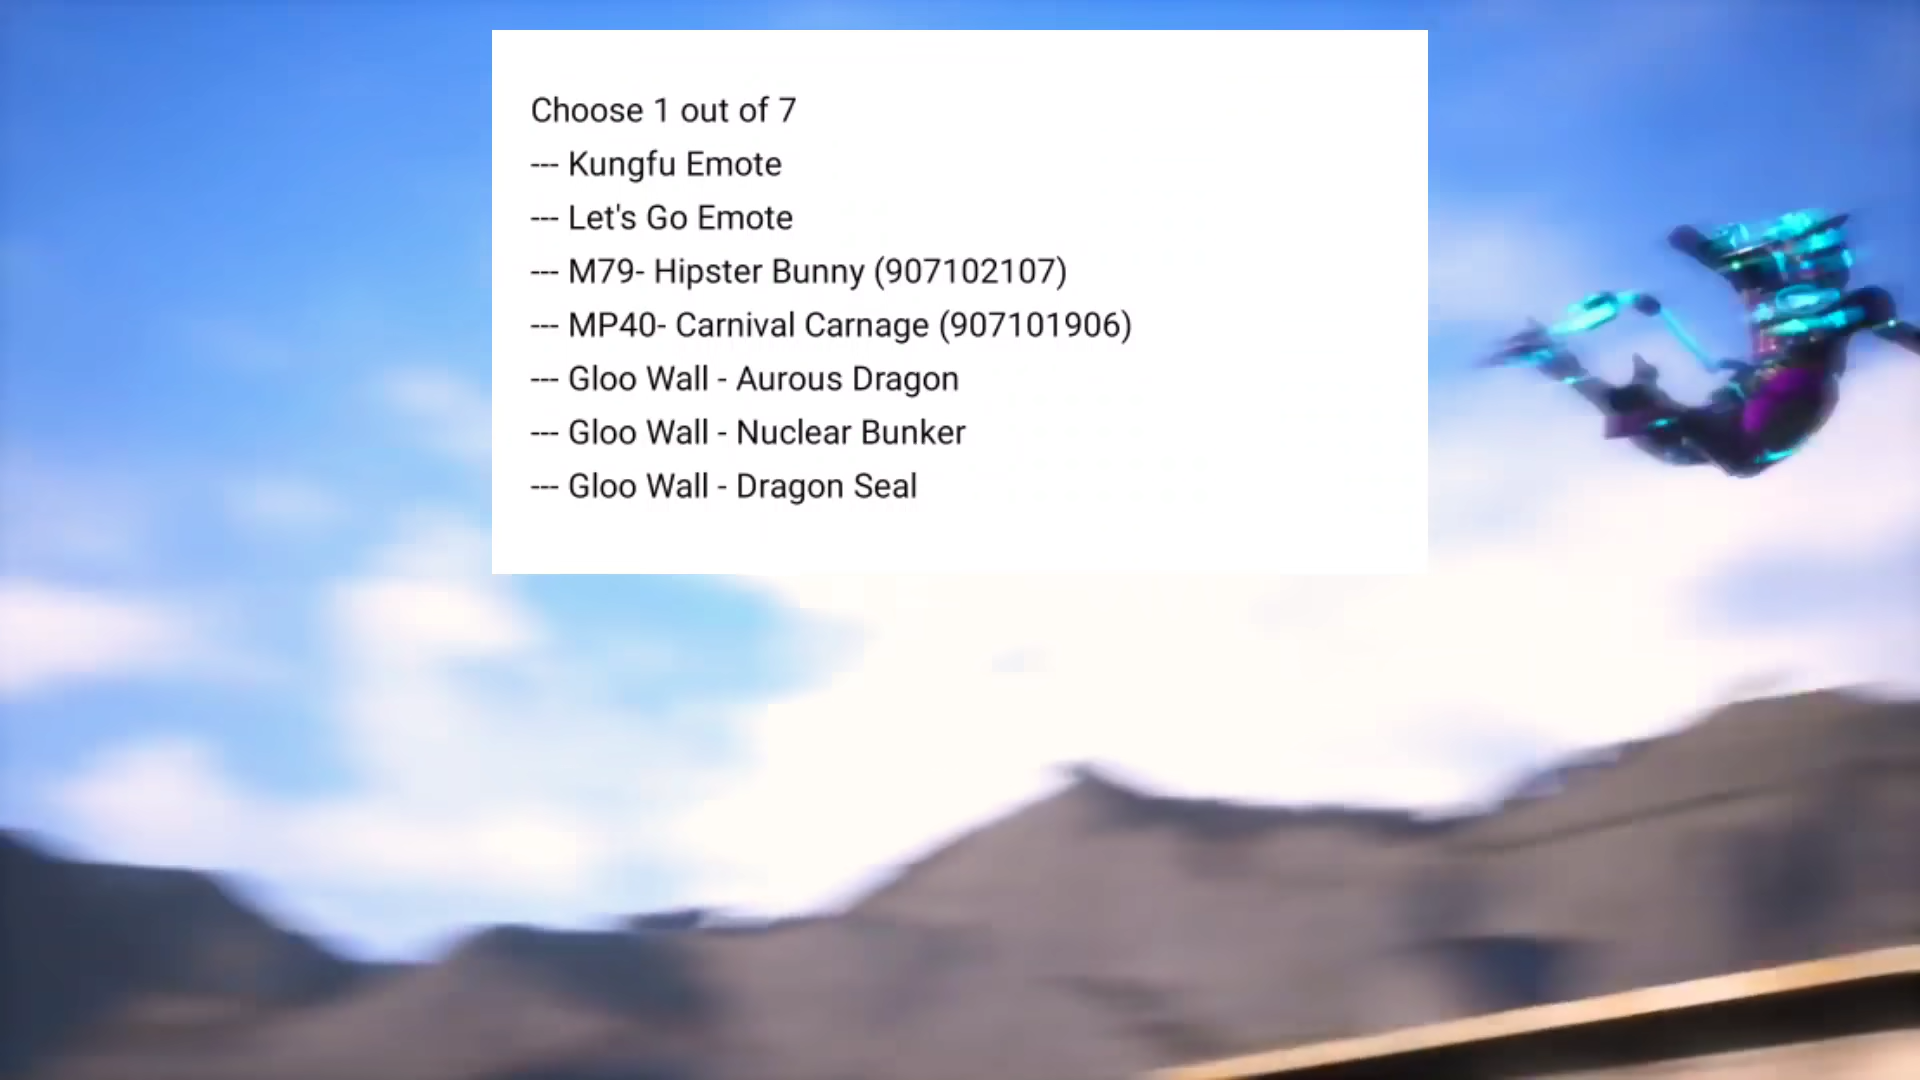 Choose 1 out of 7
--- Kungfu Emote
--- Let's Go Emote
--- M79- Hipster Bunny (907102107)
--- MP40- Carnival Carnage (907101906)
--- Gloo Wall - Aurous Dragon
--- Gloo Wall - Nuclear Bunker
--- Gloo Wall - Dragon Seal